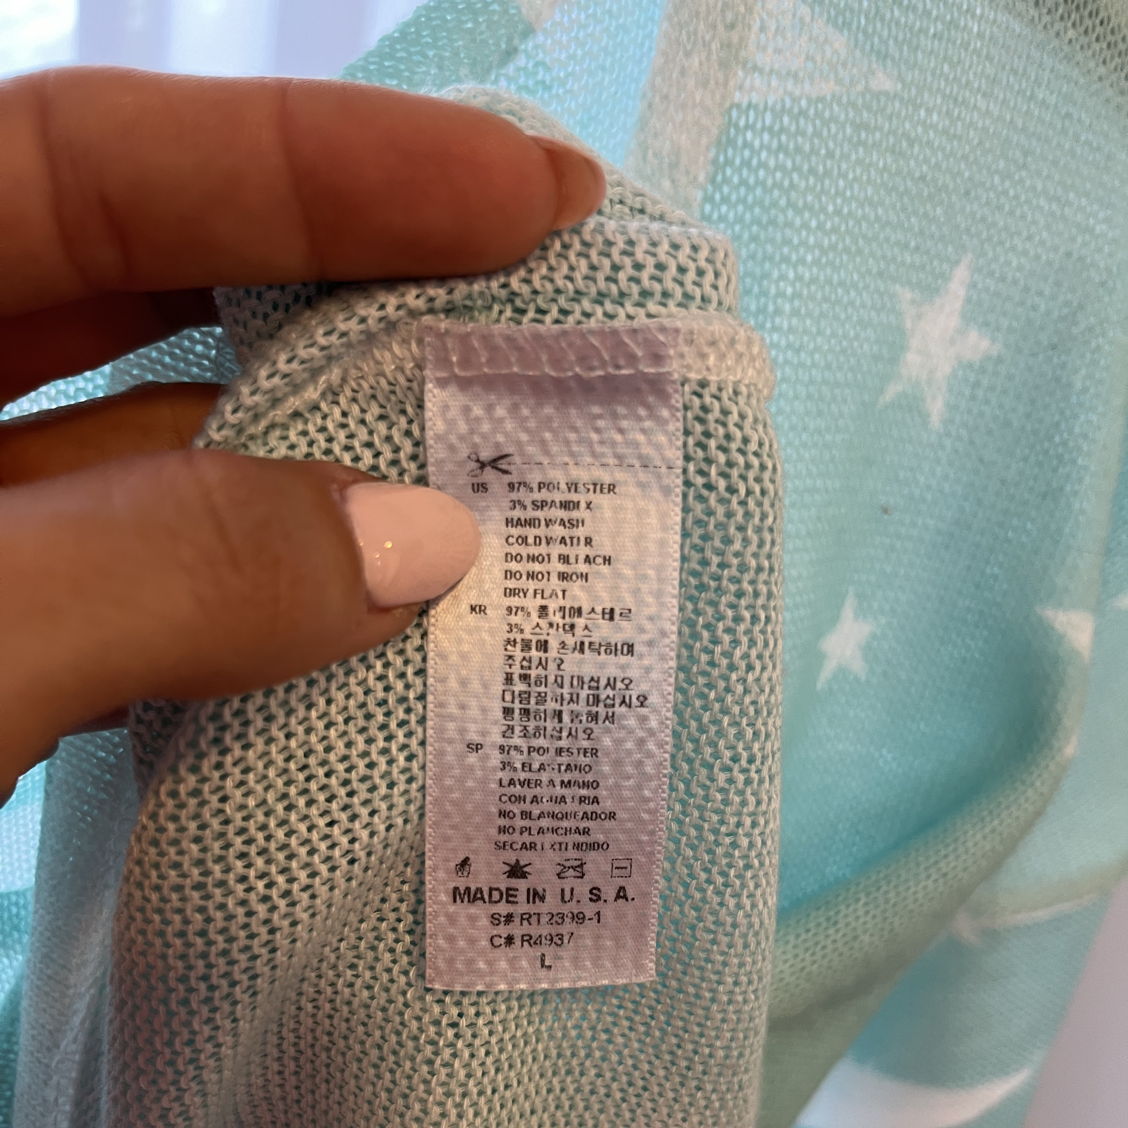 US 97% POLYESTER
3% SPANDEX
HAND WASH
COLD WATER
DO NOT BLEACH
DO NOT IRON
DRY FLAT
KR 97% 폴리에스테르
3% 스판덱스
찬물에 손세탁하여
주십시오
표백하지 마십시오
다림질하지 마십시오
평평하게 눕혀서
건조하십시오
SP 97% POLIESTER
3% ELASTANO
LAVER A MANO
CON AGUA FRIA
NO BLANQUEADOR
NO PLANCHAR
SECAR EXTENDIDO
MADE IN U.S.A.
S# RT2399-1
C# R4937
L